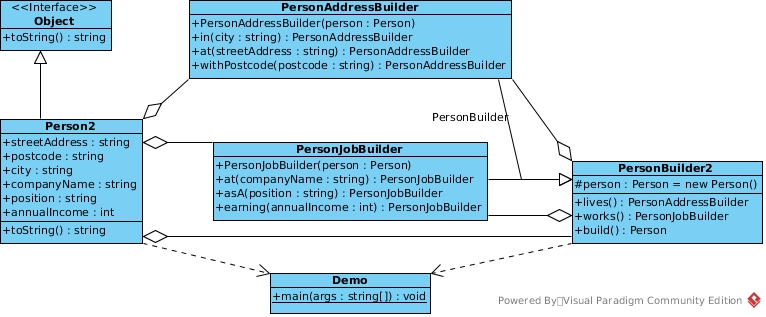 <<Interface>>
Object
+toString() : string
PersonAddressBuilder
+PersonAddressBuilder(person : Person)
+in(city : string) : PersonAddressBuilder
+at(streetAddress : string) : PersonAddressBuilder
+withPostcode(postcode : string) : PersonAddressBuilder
PersonBuilder
Person2
+streetAddress : string
+postcode : string
+city : string
+companyName : string
+position : string
+annualIncome : int
+toString() : string
PersonJobBuilder
+PersonJobBuilder(person : Person)
+at(companyName : string) : PersonJobBuilder
+asA(position : string) : PersonJobBuilder
+earning(annualIncome : int) : PersonJobBuilder
PersonBuilder2
#person : Person = new Person()
+lives() : PersonAddressBuilder
+works() : PersonJobBuilder
+build() : Person
Demo
+main(args : string[]) : void
Powered By Visual Paradigm Community Edition